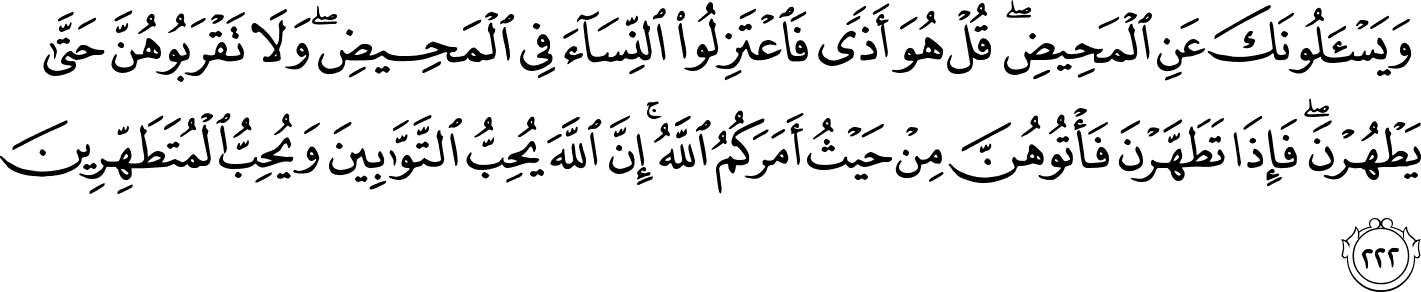 وَيَسْـَٔلُونَكَ عَنِ ٱلْمَحِيضِ ۖ قُلْ هُوَ أَذًى فَٱعْتَزِلُوا۟ ٱلنِّسَآءَ فِى ٱلْمَحِيضِ ۖ وَلَا تَقْرَبُوهُنَّ حَتَّىٰ
يَطْهُرْنَ ۖ فَإِذَا تَطَهَّرْنَ فَأْتُوهُنَّ مِنْ حَيْثُ أَمَرَكُمُ ٱللَّهُ ۚ إِنَّ ٱللَّهَ يُحِبُّ ٱلتَّوَّٰبِينَ وَيُحِبُّ ٱلْمُتَطَهِّرِينَ
٢٢٢